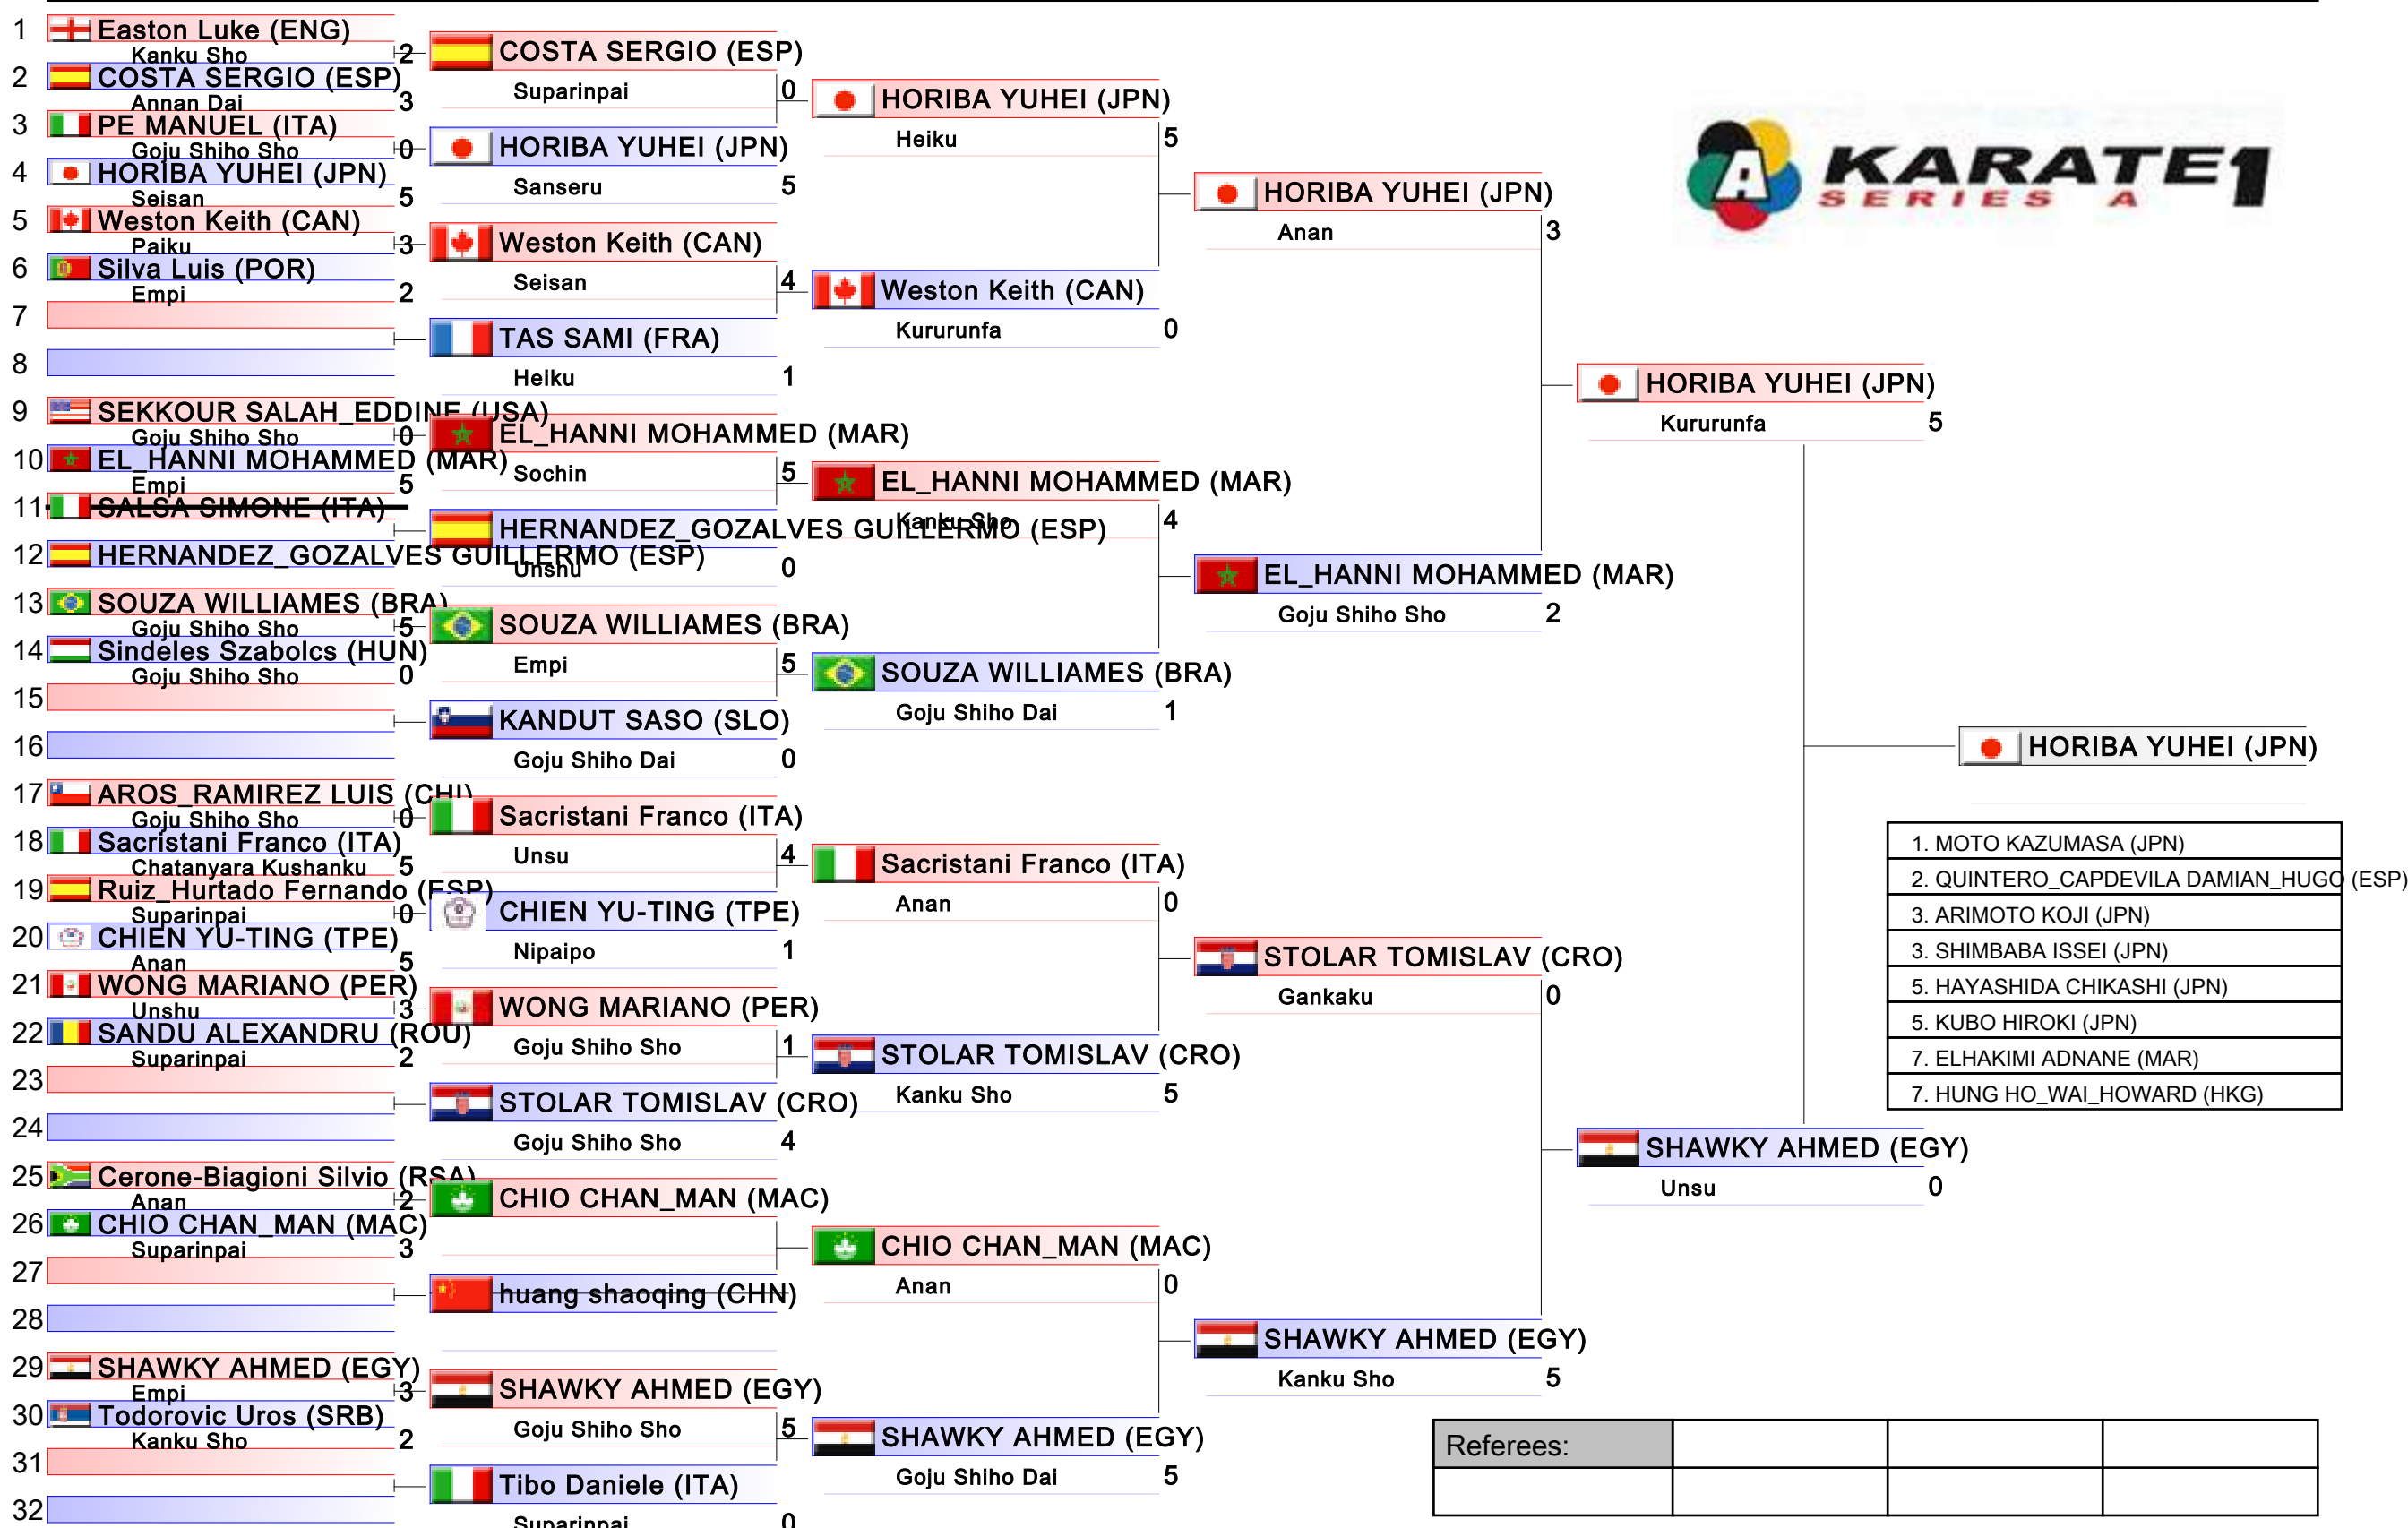 1 Easton Luke (ENG)
Kanku Sho 2
2 COSTA SERGIO (ESP)
Annan Dai 3
3 PE MANUEL (ITA)
Goju Shiho Sho 0
4 HORIBA YUHEI (JPN)
Seisan 5
5 Weston Keith (CAN)
Paiku 3
6 Silva Luis (POR)
Empi 2
7
8
9 SEKKOUR SALAH_EDDINE (USA)
Goju Shiho Sho 0
10 EL_HANNI MOHAMMED (MAR)
Empi 5
11 SALSA SIMONE (ITA)
12 HERNANDEZ_GOZALVES GUILLERMO (ESP)
13 SOUZA WILLIAMES (BRA)
Goju Shiho Sho 5
14 Sindeles Szabolcs (HUN)
Goju Shiho Sho 0
15
16
17 AROS_RAMIREZ LUIS (CHI)
Goju Shiho Sho 0
18 Sacristani Franco (ITA)
Chatanyara Kushanku 5
19 Ruiz_Hurtado Fernando (ESP)
Suparinpai 0
20 CHIEN YU-TING (TPE)
Anan 5
21 WONG MARIANO (PER)
Unshu 3
22 SANDU ALEXANDRU (ROU)
Suparinpai 2
23
24
25 Cerone-Biagioni Silvio (RSA)
Anan 2
26 CHIO CHAN_MAN (MAC)
Suparinpai 3
27
28
29 SHAWKY AHMED (EGY)
Empi 3
30 Todorovic Uros (SRB)
Kanku Sho 2
31
32
COSTA SERGIO (ESP)
Suparinpai 0
HORIBA YUHEI (JPN)
Sanseru 5
Weston Keith (CAN)
Seisan 4
TAS SAMI (FRA)
Heiku 1
EL_HANNI MOHAMMED (MAR)
Sochin 5
HERNANDEZ_GOZALVES GUILLERMO (ESP)
Unshu 0
SOUZA WILLIAMES (BRA)
Empi 5
KANDUT SASO (SLO)
Goju Shiho Dai 0
Sacristani Franco (ITA)
Unsu 4
CHIEN YU-TING (TPE)
Nipaipo 1
WONG MARIANO (PER)
Goju Shiho Sho 1
STOLAR TOMISLAV (CRO)
Goju Shiho Sho 4
CHIO CHAN_MAN (MAC)
huang shaoqing (CHN)
SHAWKY AHMED (EGY)
Goju Shiho Sho 5
Tibo Daniele (ITA)
Suparinpai 0
HORIBA YUHEI (JPN)
Heiku 5
Weston Keith (CAN)
Kururunfa 0
EL_HANNI MOHAMMED (MAR)
Kanku Sho 4
SOUZA WILLIAMES (BRA)
Goju Shiho Dai 1
Sacristani Franco (ITA)
Anan 0
STOLAR TOMISLAV (CRO)
Kanku Sho 5
CHIO CHAN_MAN (MAC)
Anan 0
SHAWKY AHMED (EGY)
Goju Shiho Dai 5
HORIBA YUHEI (JPN)
Anan 3
EL_HANNI MOHAMMED (MAR)
Goju Shiho Sho 2
STOLAR TOMISLAV (CRO)
Gankaku 0
SHAWKY AHMED (EGY)
Kanku Sho 5
HORIBA YUHEI (JPN)
Kururunfa 5
SHAWKY AHMED (EGY)
Unsu 0
A KARATE1
SERIES A
HORIBA YUHEI (JPN)
1. MOTO KAZUMASA (JPN)
2. QUINTERO_CAPDEVILA DAMIAN_HUGO (ESP)
3. ARIMOTO KOJI (JPN)
3. SHIMBABA ISSEI (JPN)
5. HAYASHIDA CHIKASHI (JPN)
5. KUBO HIROKI (JPN)
7. ELHAKIMI ADNANE (MAR)
7. HUNG HO_WAI_HOWARD (HKG)
Referees: